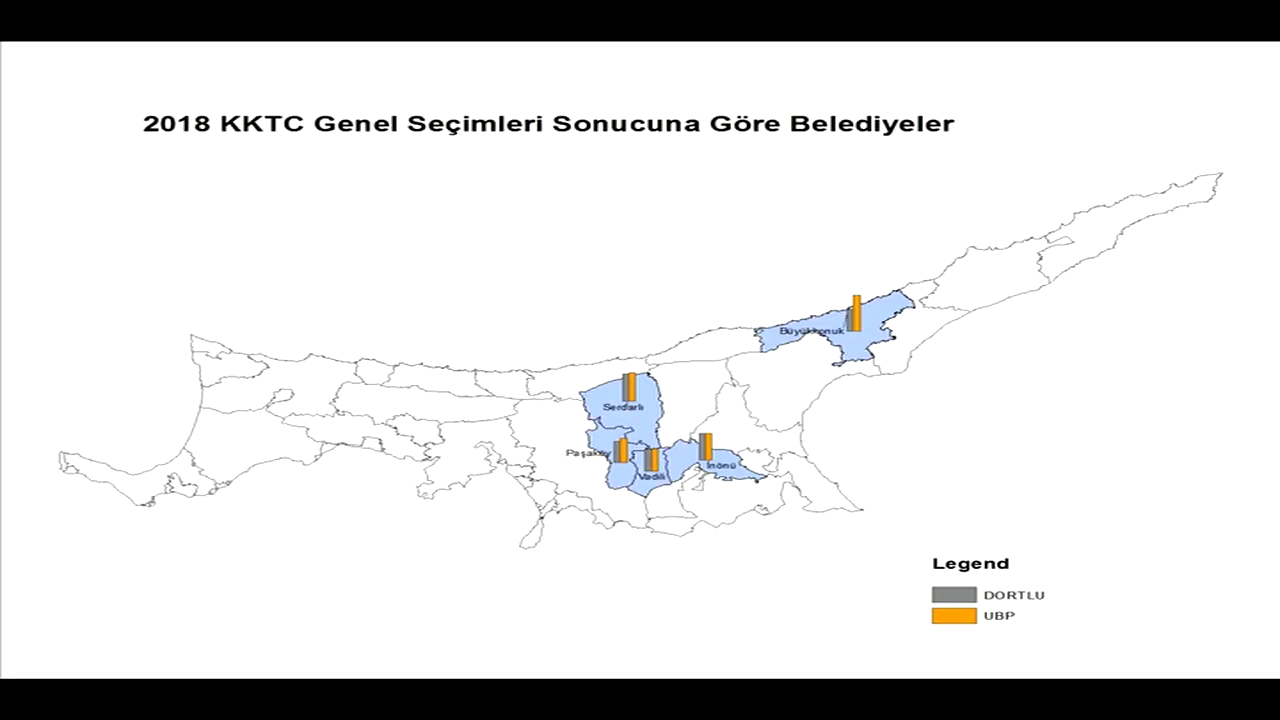 2018 KKTC Genel Seçimleri Sonucuna Göre Belediyeler
Büyükkonuk
Serdarlı
Paşaköy
Vadili
İnönü
Legend
DORTLU
UBP